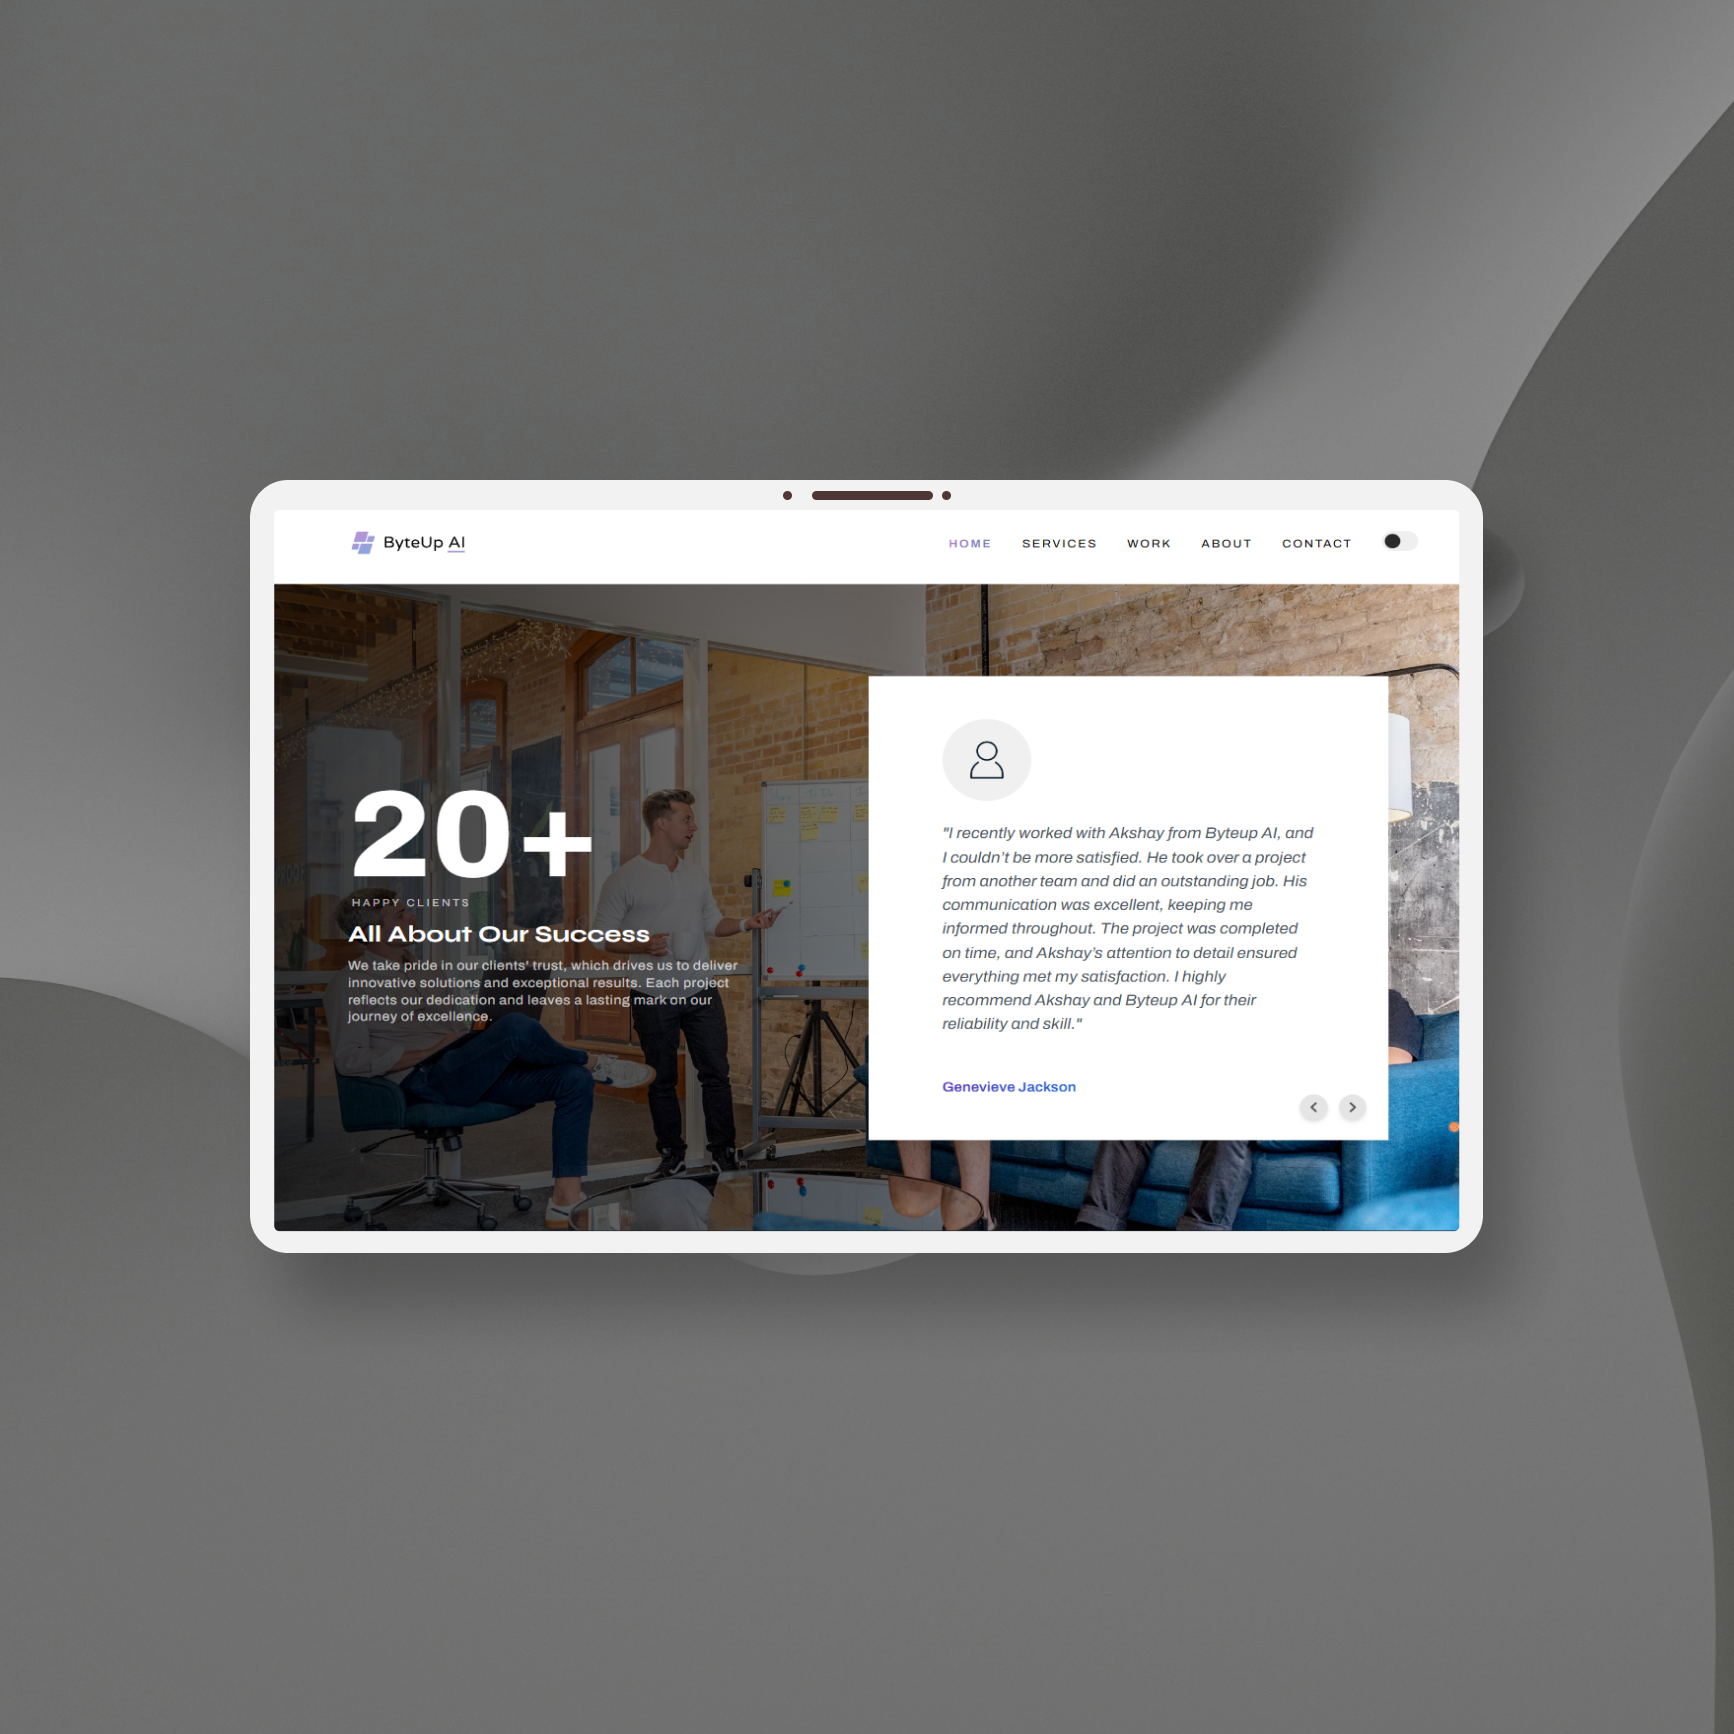 ByteUp AI
HOME SERVICES WORK ABOUT CONTACT
20+
HAPPY CLIENTS
All About Our Success
We take pride in our clients' trust, which drives us to deliver
innovative solutions and exceptional results. Each project
reflects our dedication and leaves a lasting mark on our
journey of excellence.
"I recently worked with Akshay from Byteup AI, and
I couldn't be more satisfied. He took over a project
from another team and did an outstanding job. His
communication was excellent, keeping me
informed throughout. The project was completed
on time, and Akshay's attention to detail ensured
everything met my satisfaction. I highly
recommend Akshay and Byteup AI for their
reliability and skill."
Genevieve Jackson